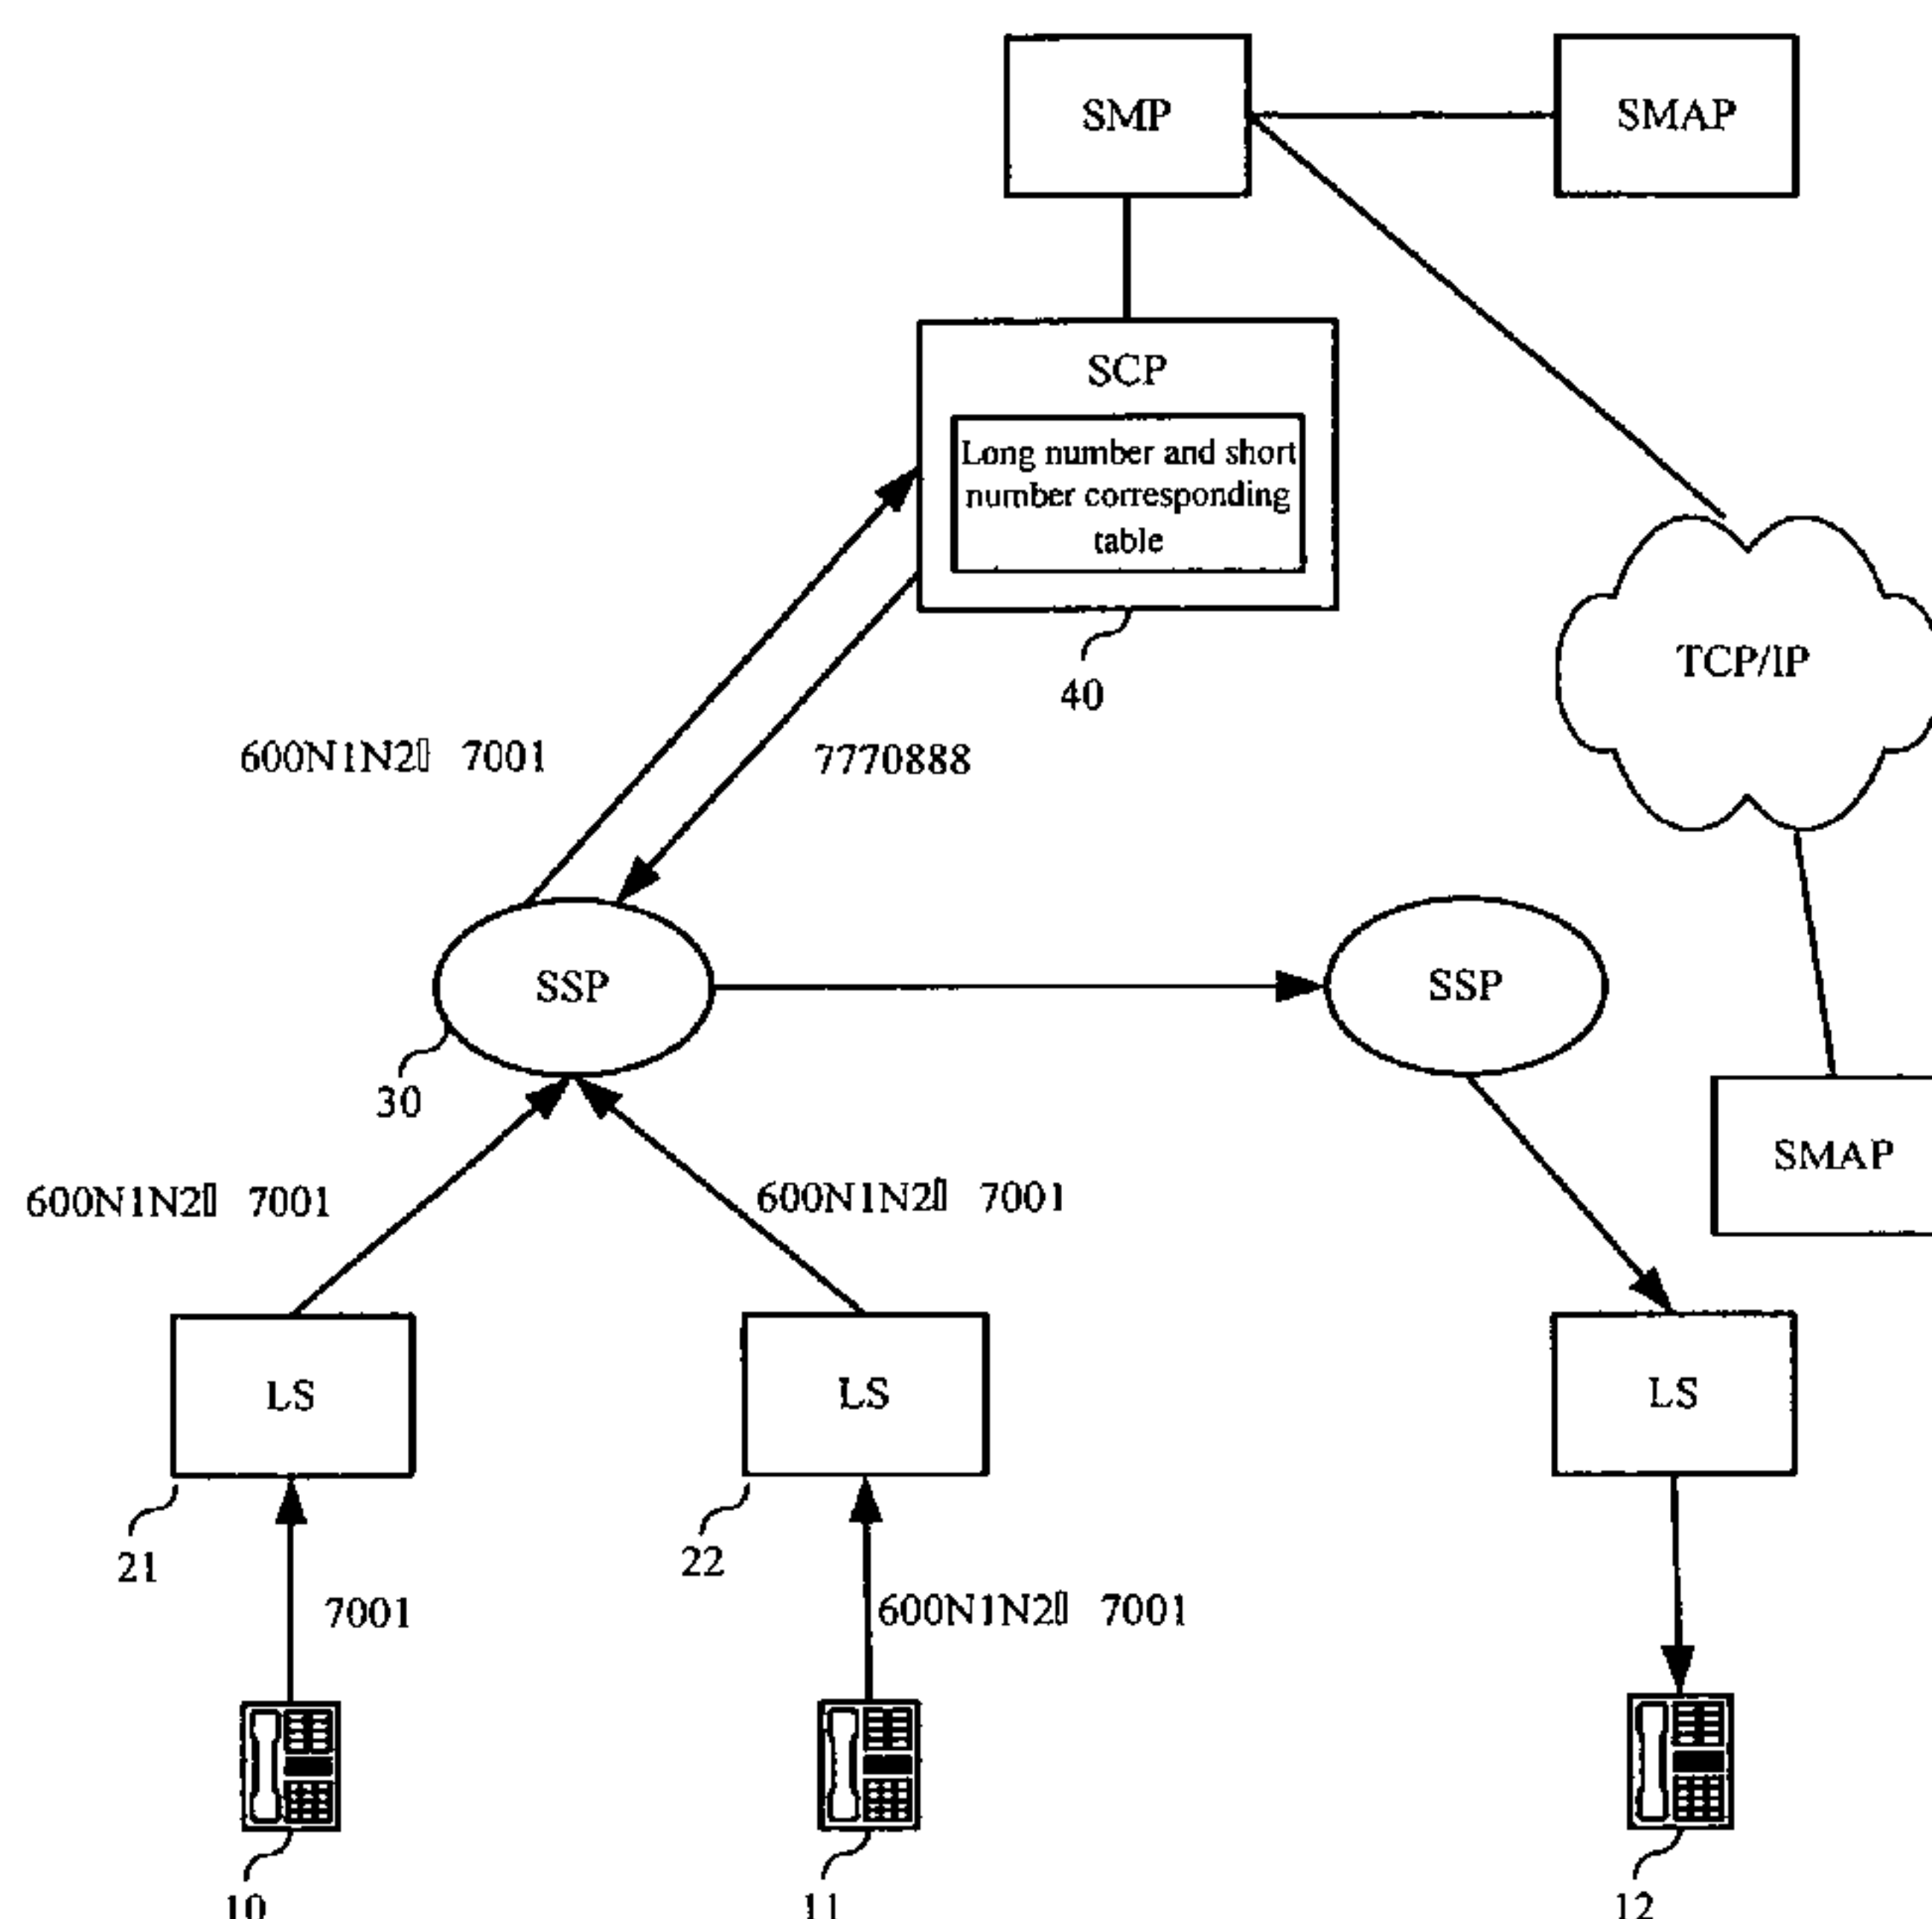 SMP
SMAP
SCP
Long number and short
number corresponding
table
TCP/IP
40
600N1N2▯ 7001
7770888
SSP
SSP
30
SMAP
600N1N2▯ 7001
600N1N2▯ 7001
LS
LS
LS
21
22
7001
600N1N2▯ 7001
10
11
12